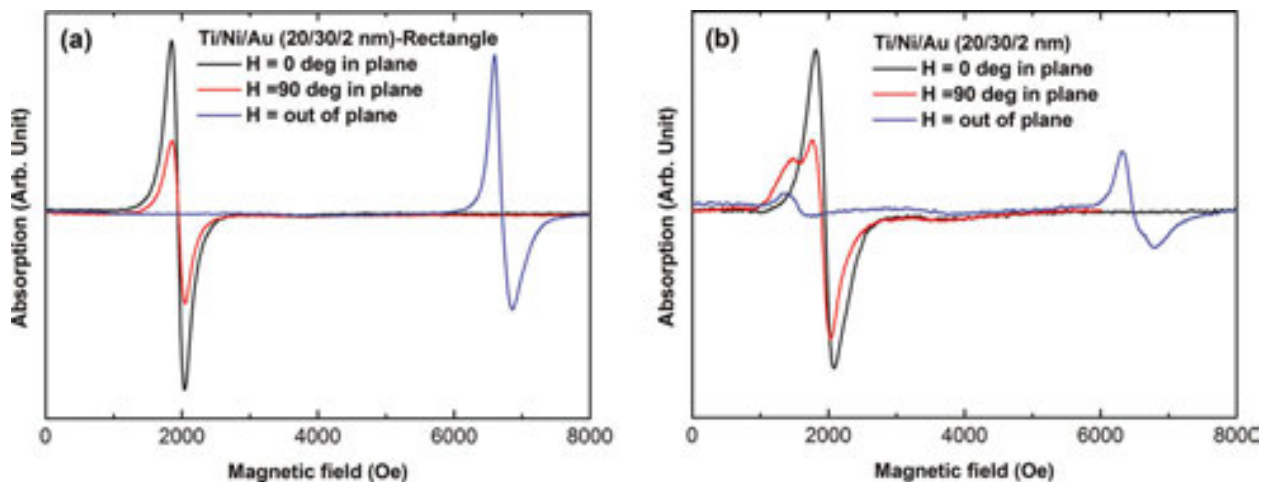 (a)
Ti/Ni/Au (20/30/2 nm)-Rectangle
H = 0 deg in plane
H =90 deg in plane
H = out of plane
Absorption (Arb. Unit)
0 2000 4000 6000 8000
Magnetic field (Oe)
(b)
Ti/Ni/Au (20/30/2 nm)
H = 0 deg in plane
H =90 deg in plane
H = out of plane
Absorption (Arb. Unit)
0 2000 4000 6000 8000
Magnetic field (Oe)